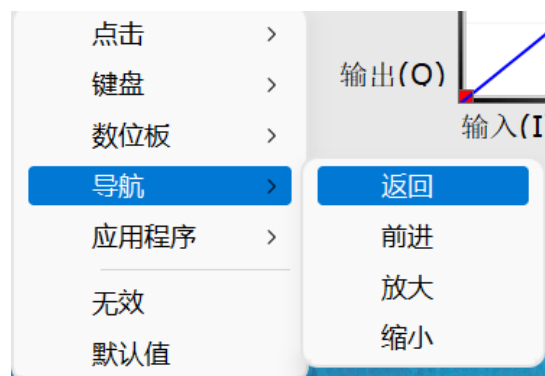 点击
键盘
数位板
导航
应用程序
无效
默认值
输出(O)
输入(I
返回
前进
放大
缩小